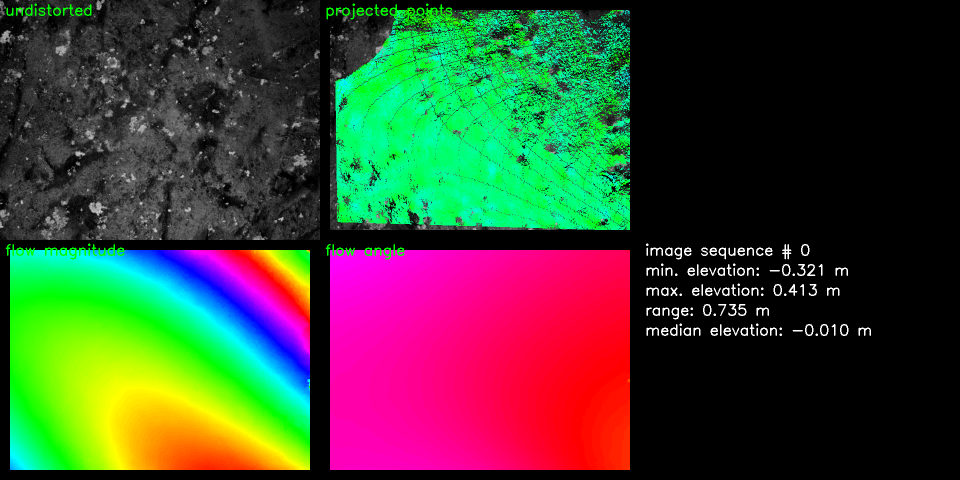 undistorted
projected points
flow magnitude
flow angle
image sequence # 0
min. elevation: −0.321 m
max. elevation: 0.413 m
range: 0.735 m
median elevation: −0.010 m